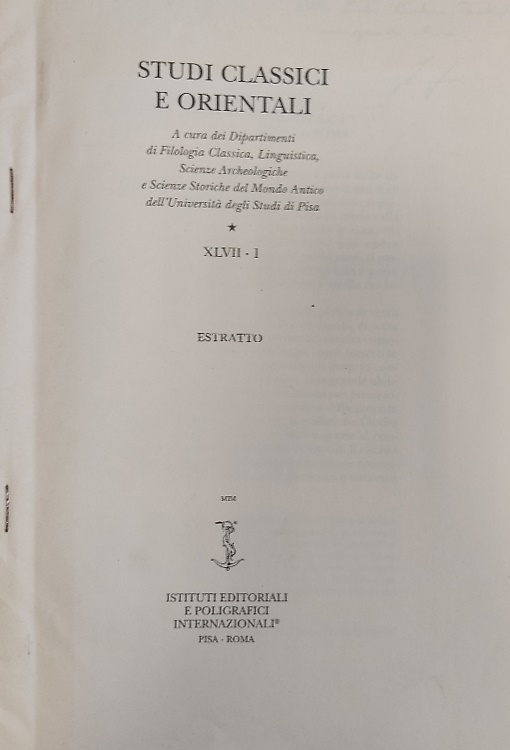 STUDI CLASSICI
E ORIENTALI
A cura dei Dipartimenti
di Filologia Classica, Linguistica,
Scienze Archeologiche
e Scienze Storiche del Mondo Antico
dell'Università degli Studi di Pisa
★
XLVII · 1
ESTRATTO
MIM
ISTITUTI EDITORIALI
E POLIGRAFICI
INTERNAZIONALI®
PISA · ROMA